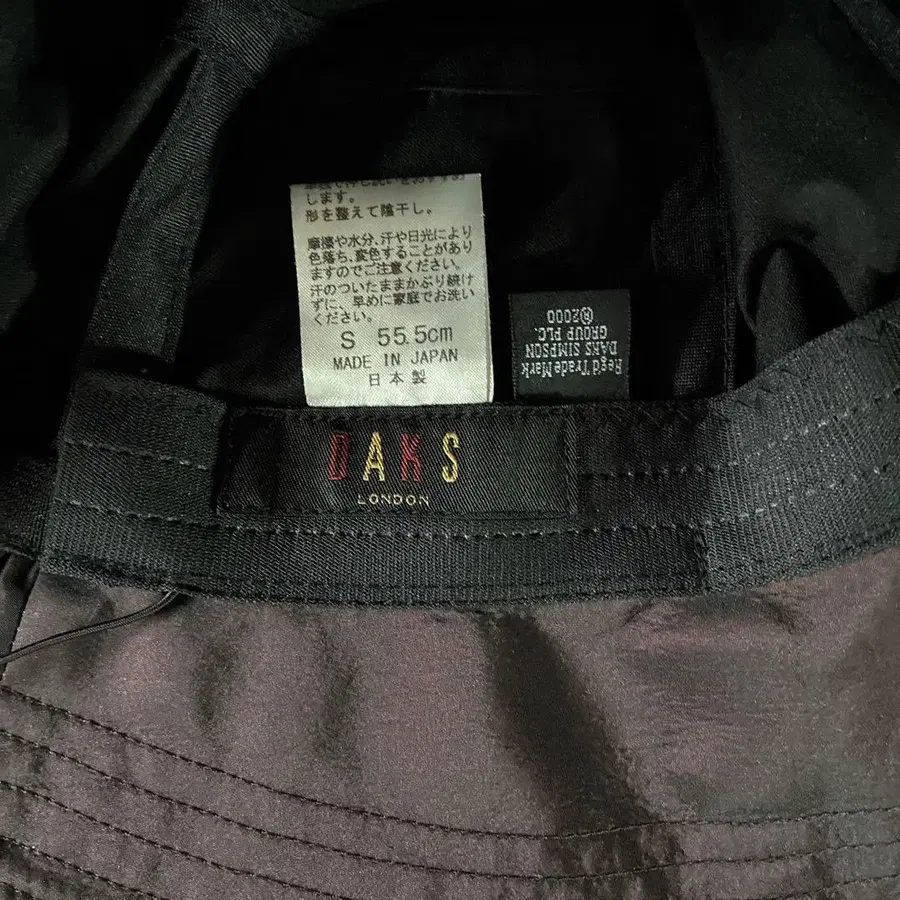 します。
形を整えて陰干し。
摩擦や水分、汗や日光により
色落ち、変色することがあり
ますのでご注意ください。
汗のついたままかぶり続け
ずに、早めに家庭でお洗い
ください。
S 55.5cm
MADE IN JAPAN
日本製
Reg'd Trade Mark
DAKS SIMPSON
GROUP PLC.
®2000
DAKS
LONDON